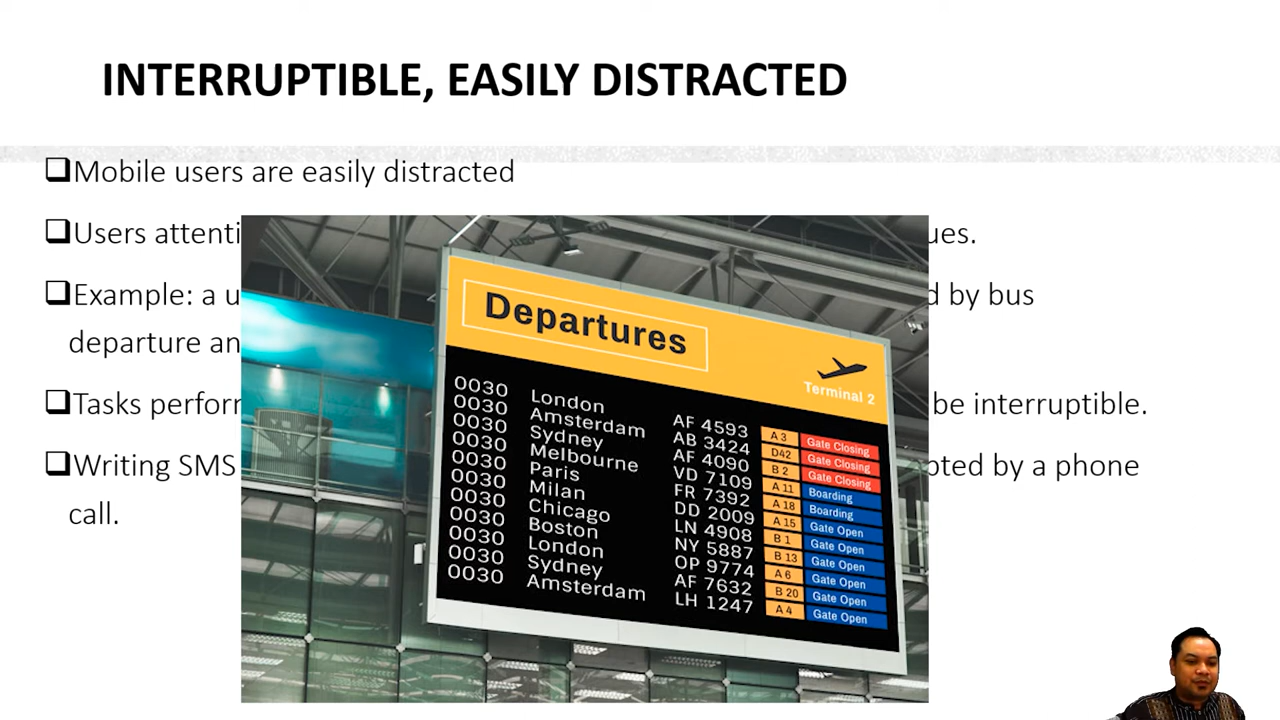 INTERRUPTIBLE, EASILY DISTRACTED
Mobile users are easily distracted
Users attenti ues.
Example: a u d by bus
departure an
Tasks perforr be interruptible.
Writing SMS pted by a phone
call.
Departures
Terminal 2
0030 London AF 4593 A 3 Gate Closing
0030 Amsterdam AB 3424 D42 Gate Closing
0030 Sydney AF 4090 B 2 Gate Closing
0030 Melbourne VD 7109 A 11 Boarding
0030 Paris FR 7392 A 18 Boarding
0030 Milan DD 2009 A 15 Gate Open
0030 Chicago LN 4908 B 1 Gate Open
0030 Boston NY 5887 B 13 Gate Open
0030 London OP 9774 A 6 Gate Open
0030 Sydney AF 7632 B 20 Gate Open
0030 Amsterdam LH 1247 A 4 Gate Open